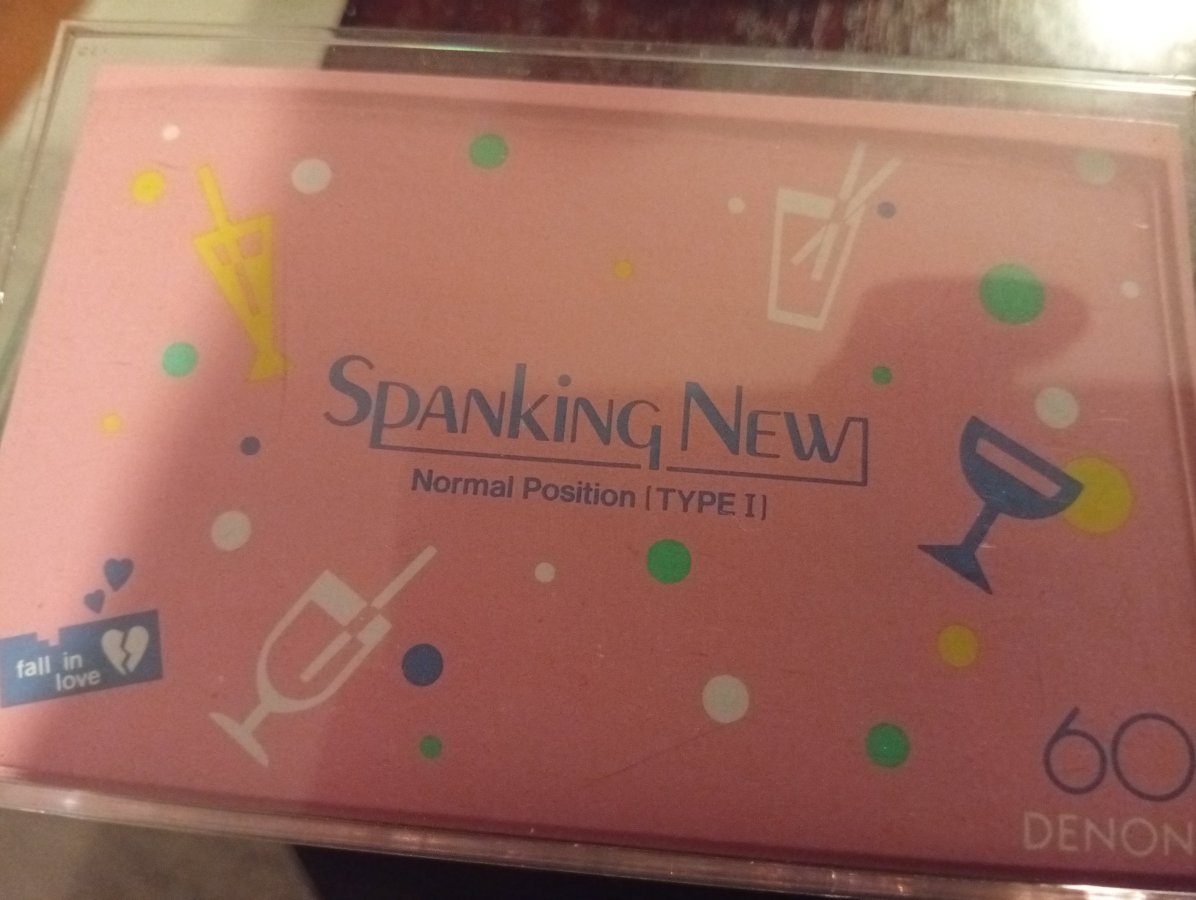 SPANKING NEW
Normal Position [TYPE I]
fall in
love
60
DENON